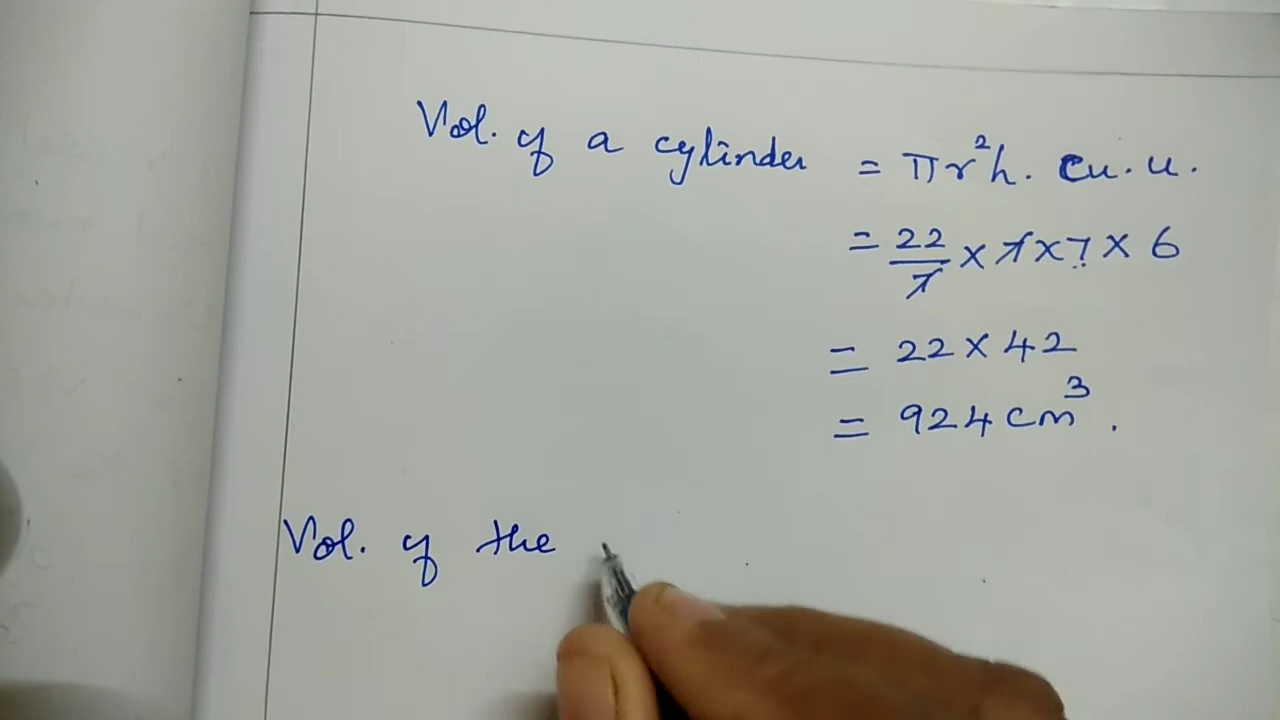 Vol. of a cylinder = πr²h. cu.u.
= 22/7 × 7 × 7 × 6
= 22 × 42
= 924 cm³.
Vol. of the